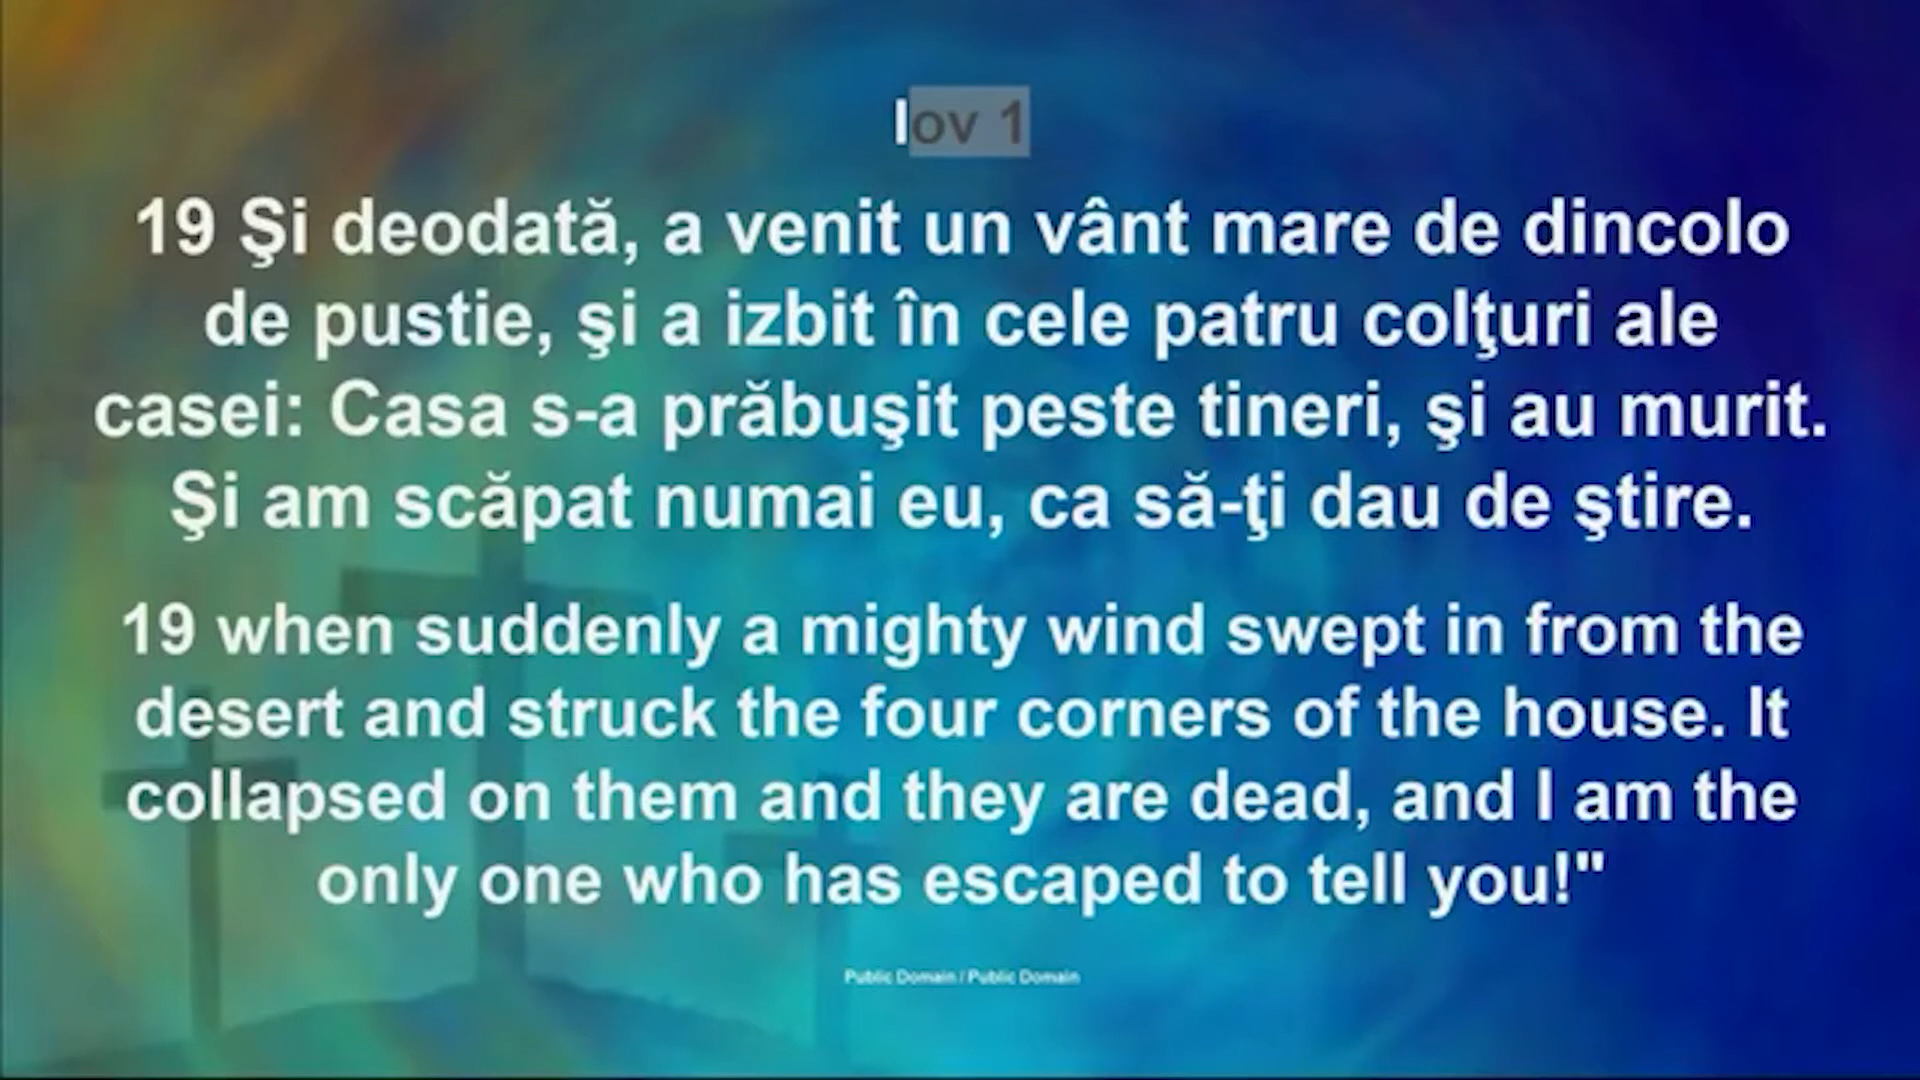 Iov 1
19 Şi deodată, a venit un vânt mare de dincolo
de pustie, şi a izbit în cele patru colţuri ale
casei: Casa s-a prăbuşit peste tineri, şi au murit.
Şi am scăpat numai eu, ca să-ţi dau de ştire.
19 when suddenly a mighty wind swept in from the
desert and struck the four corners of the house. It
collapsed on them and they are dead, and I am the
only one who has escaped to tell you!"
Public Domain / Public Domain